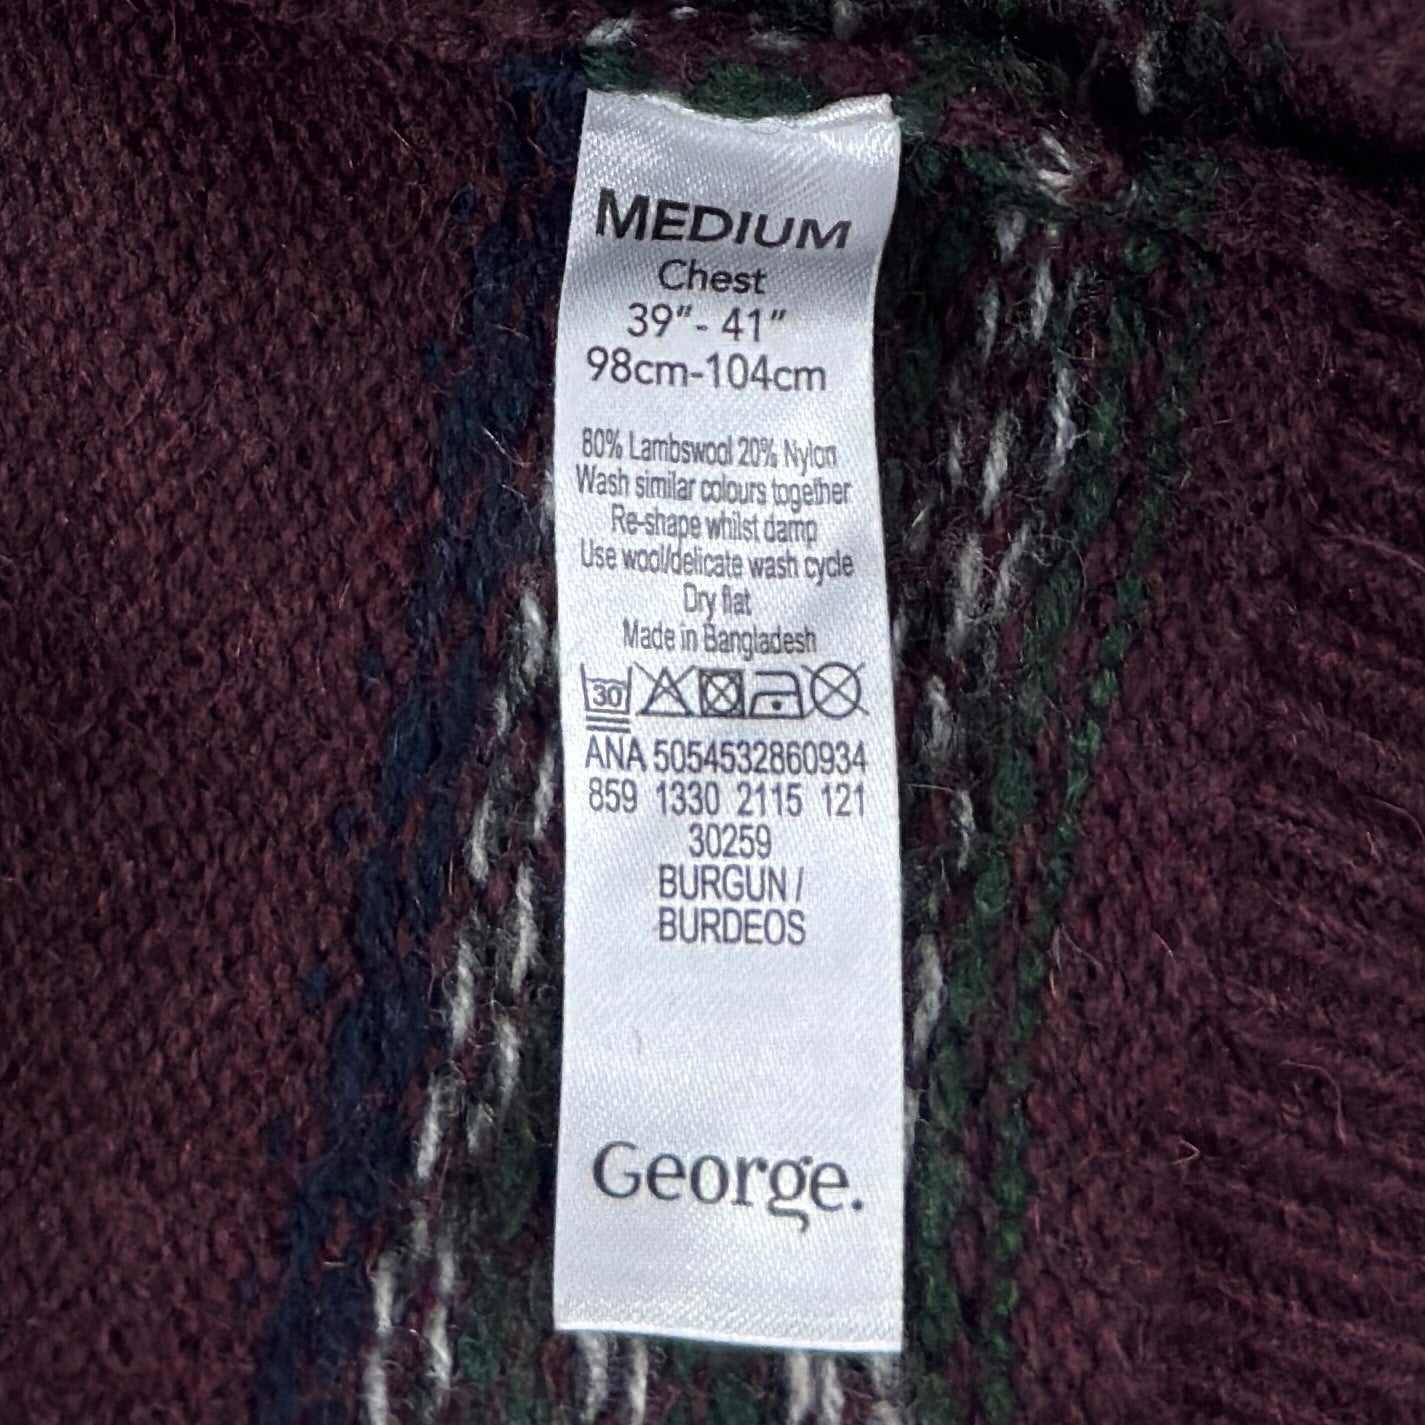 MEDIUM
Chest
39"- 41"
98cm-104cm
80% Lambswool 20% Nylon
Wash similar colours together
Re-shape whilst damp
Use wool/delicate wash cycle
Dry flat
Made in Bangladesh
30
ANA 5054532860934
859 1330 2115 121
30259
BURGUN /
BURDEOS
George.